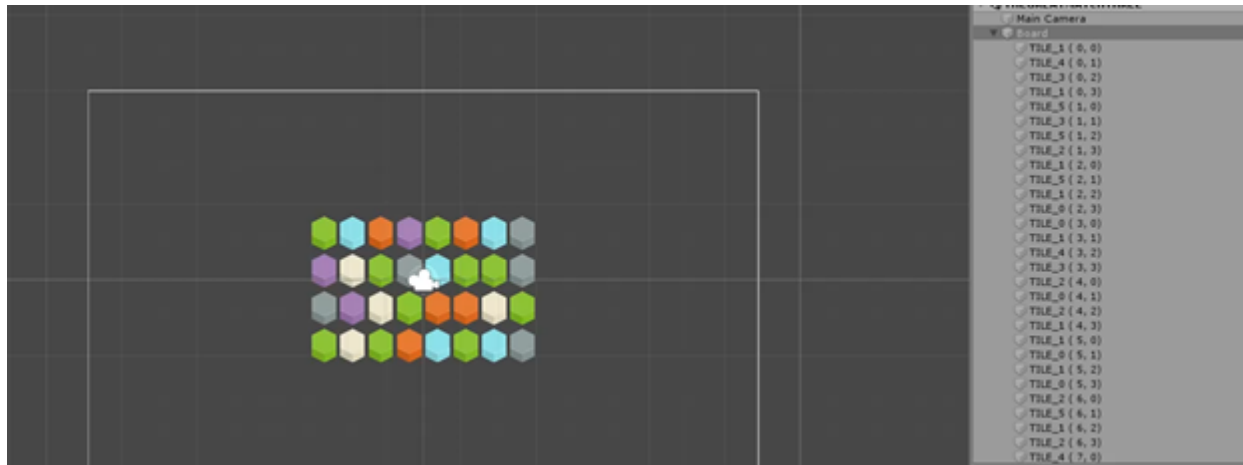 Main Camera
Board
TILE_1 ( 0, 0)
TILE_4 ( 0, 1)
TILE_3 ( 0, 2)
TILE_1 ( 0, 3)
TILE_5 ( 1, 0)
TILE_3 ( 1, 1)
TILE_5 ( 1, 2)
TILE_2 ( 1, 3)
TILE_1 ( 2, 0)
TILE_5 ( 2, 1)
TILE_1 ( 2, 2)
TILE_0 ( 2, 3)
TILE_0 ( 3, 0)
TILE_1 ( 3, 1)
TILE_4 ( 3, 2)
TILE_3 ( 3, 3)
TILE_2 ( 4, 0)
TILE_0 ( 4, 1)
TILE_2 ( 4, 2)
TILE_1 ( 4, 3)
TILE_1 ( 5, 0)
TILE_0 ( 5, 1)
TILE_1 ( 5, 2)
TILE_0 ( 5, 3)
TILE_2 ( 6, 0)
TILE_5 ( 6, 1)
TILE_1 ( 6, 2)
TILE_2 ( 6, 3)
TILE_4 ( 7, 0)